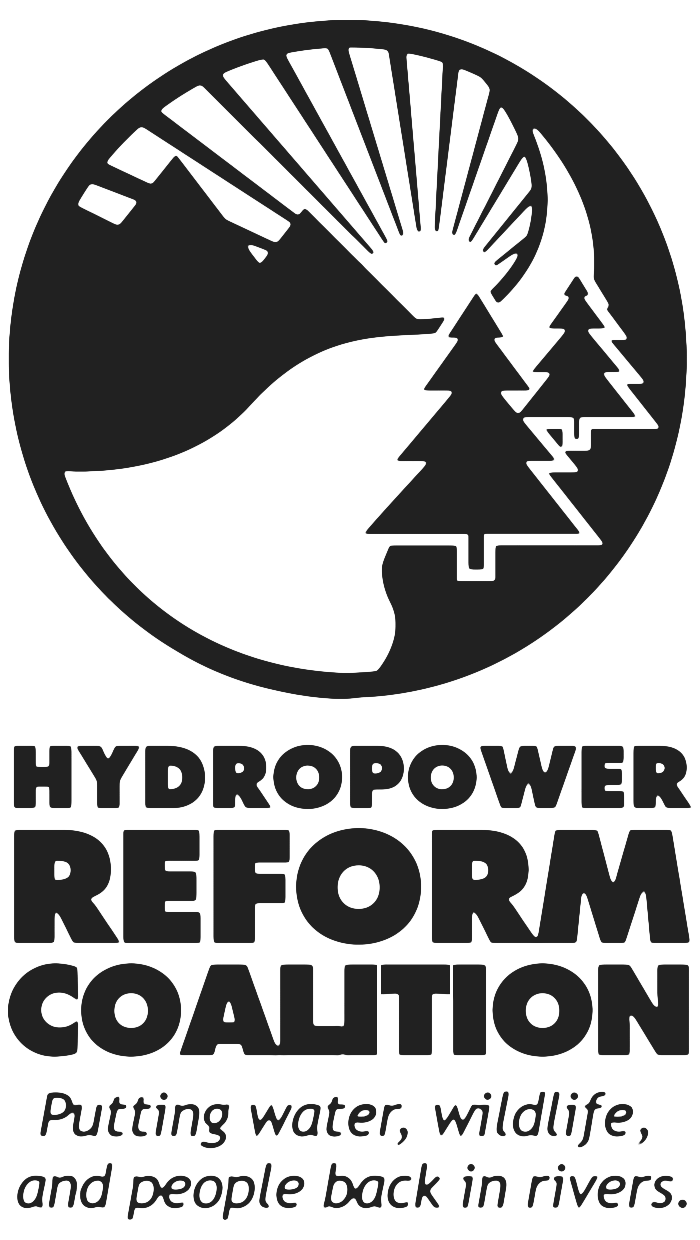 HYDROPOWER
REFORM
COALITION
Putting water, wildlife,
and people back in rivers.